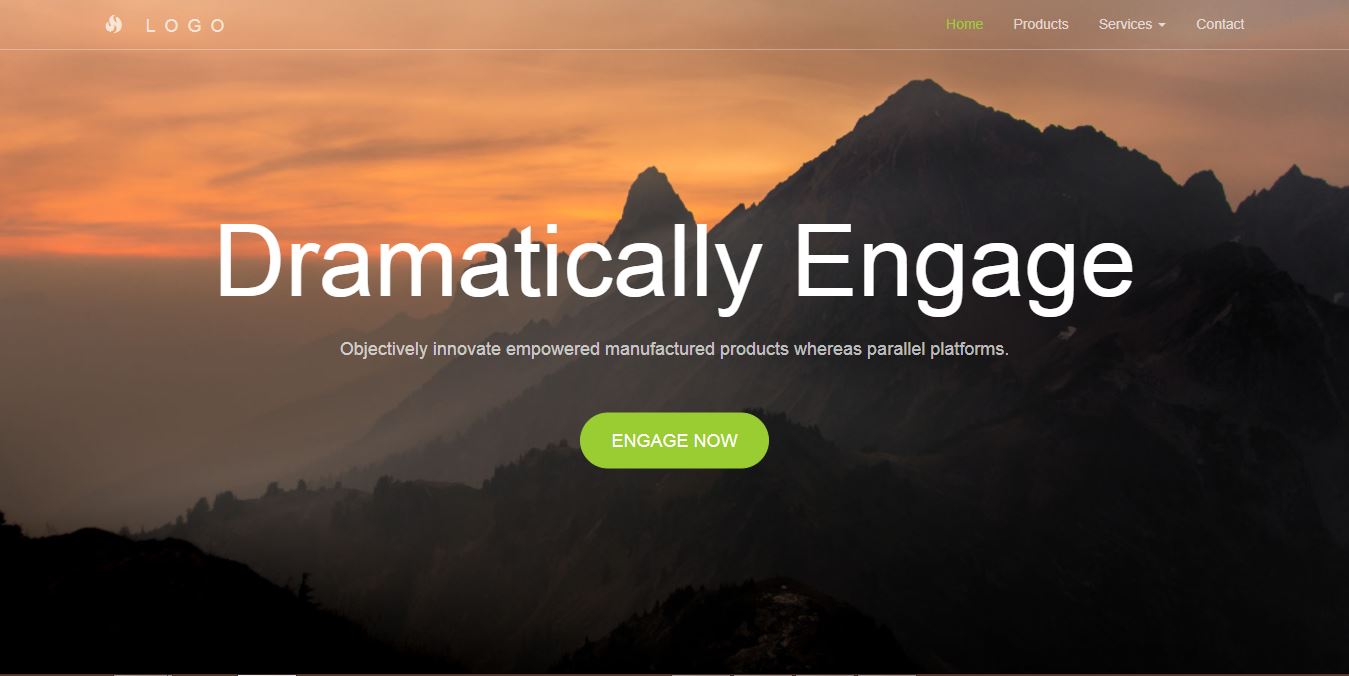 LOGO
Home
Products
Services
Contact
Dramatically Engage
Objectively innovate empowered manufactured products whereas parallel platforms.
ENGAGE NOW